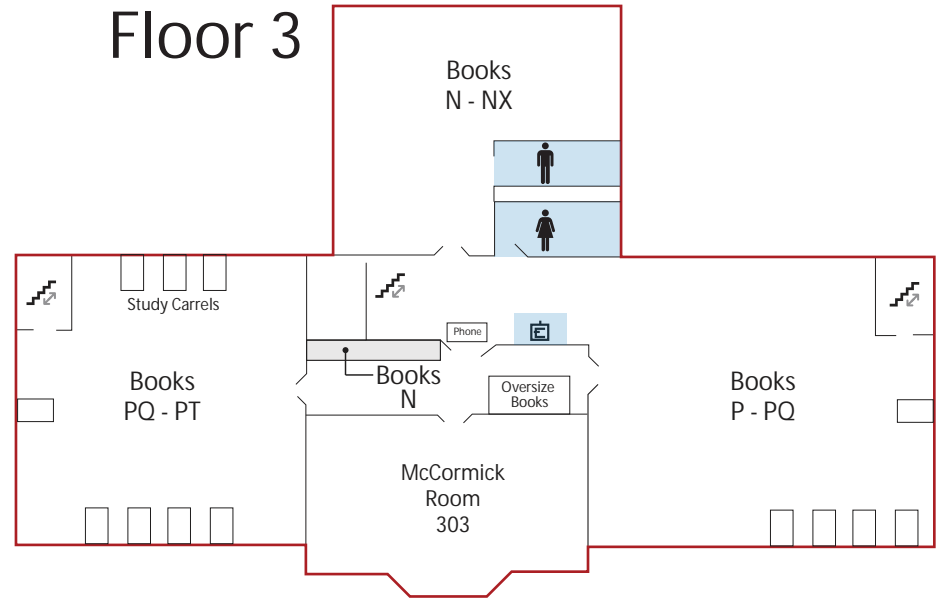 Floor 3
Books
N - NX
Study Carrels
Phone
E
Books
PQ - PT
Books
N
Oversize
Books
Books
P - PQ
McCormick
Room
303